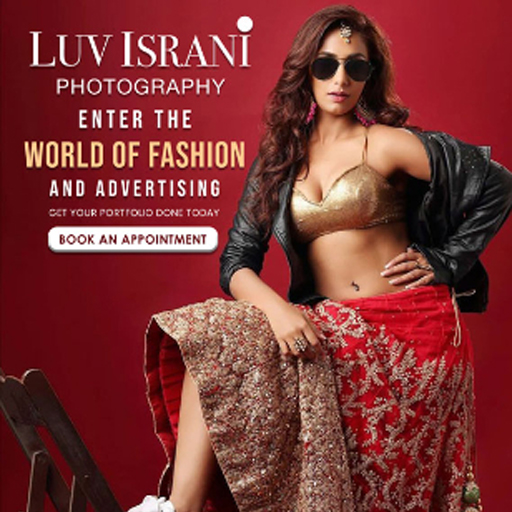 LUV ISRANI
PHOTOGRAPHY
ENTER THE
WORLD OF FASHION
AND ADVERTISING
GET YOUR PORTFOLIO DONE TODAY
BOOK AN APPOINTMENT